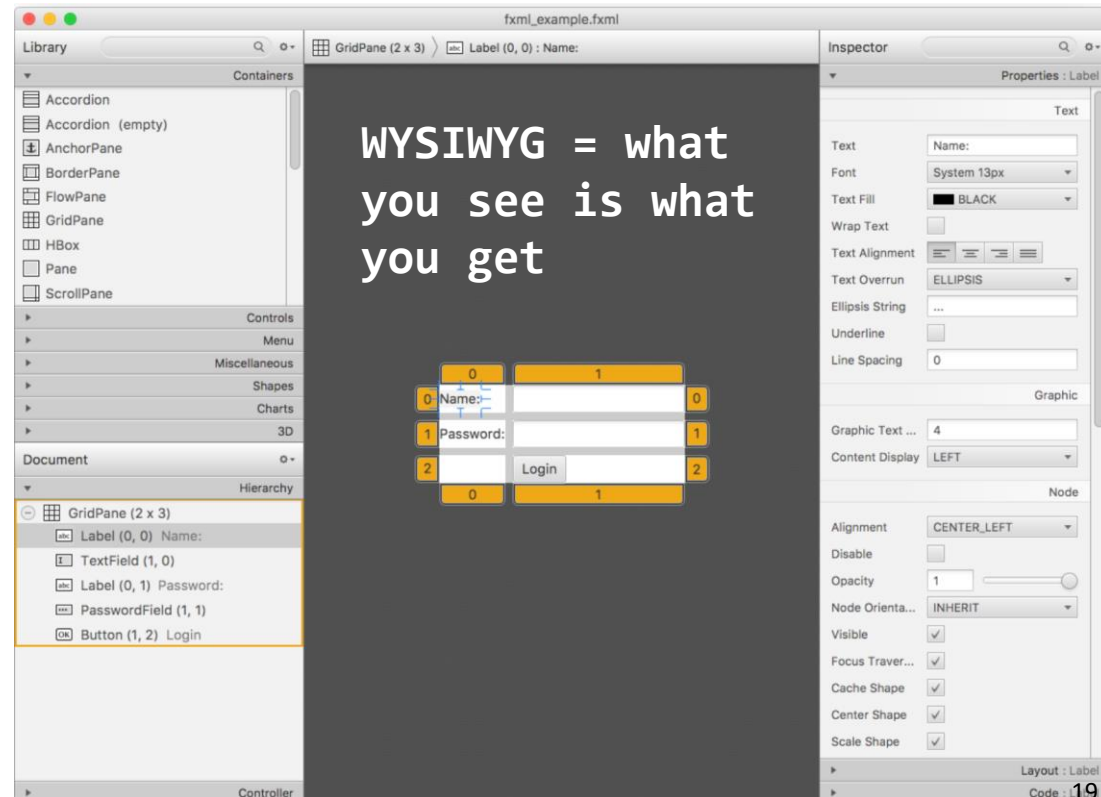 fxml_example.fxml
Library
GridPane (2 x 3) abc Label (0, 0) : Name:
Inspector
Containers
Accordion
Accordion (empty)
AnchorPane
BorderPane
FlowPane
GridPane
HBox
Pane
ScrollPane
Controls
Menu
Miscellaneous
Shapes
Charts
3D
Document
Hierarchy
GridPane (2 x 3)
abc Label (0, 0) Name:
TextField (1, 0)
abc Label (0, 1) Password:
PasswordField (1, 1)
OK Button (1, 2) Login
Controller
WYSIWYG = what
you see is what
you get
0 1
0 Name: 0
1 Password: 1
2 Login 2
0 1
Properties : Label
Text
Text Name:
Font System 13px
Text Fill BLACK
Wrap Text
Text Alignment
Text Overrun ELLIPSIS
Ellipsis String ...
Underline
Line Spacing 0
Graphic
Graphic Text ... 4
Content Display LEFT
Node
Alignment CENTER_LEFT
Disable
Opacity 1
Node Orienta... INHERIT
Visible
Focus Traver...
Cache Shape
Center Shape
Scale Shape
Layout : Label
Code : Label
19